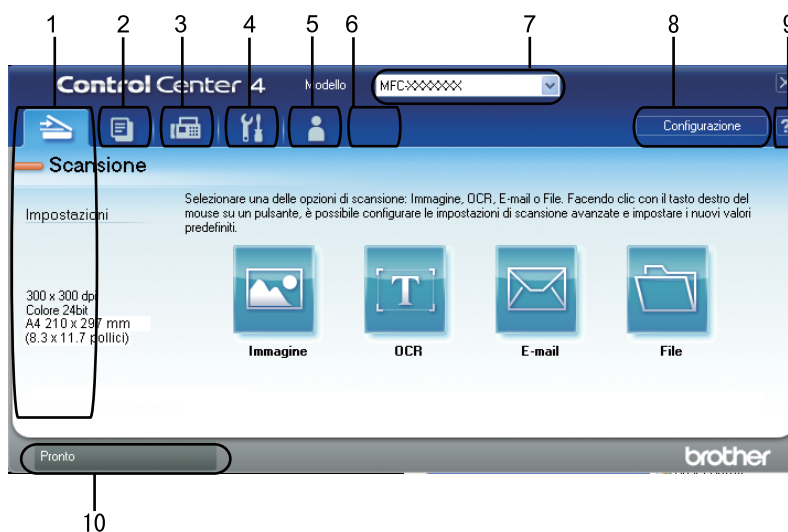 1 2 3 4 5 6 7 8 9
Control Center 4 Modello MFC-XXXXXXX
Configurazione ?
Scansione
Selezionare una delle opzioni di scansione: Immagine, OCR, E-mail o File. Facendo clic con il tasto destro del
mouse su un pulsante, è possibile configurare le impostazioni di scansione avanzate e impostare i nuovi valori
predefiniti.
Impostazioni
300 x 300 dpi
Colore 24bit
A4 210 x 297 mm
(8.3 x 11.7 pollici)
T
Immagine OCR E-mail File
Pronto
brother
10